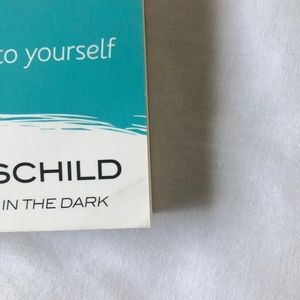 to yourself
SCHILD
IN THE DARK